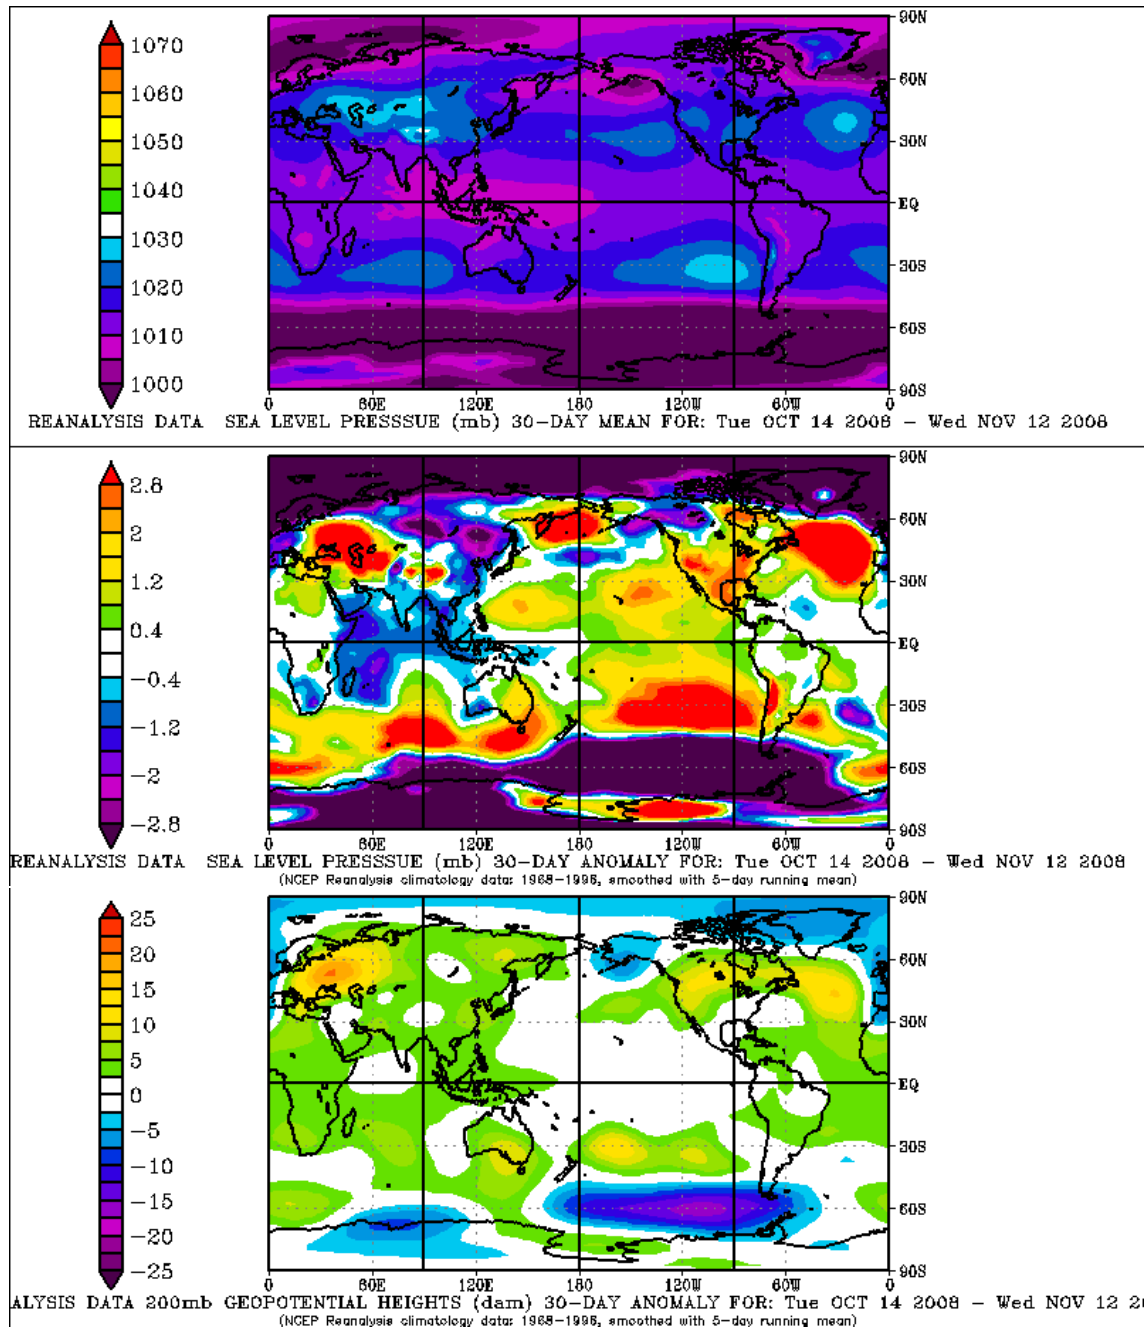 1070
1060
1050
1040
1030
1020
1010
1000
90N
60N
30N
EQ
30S
60S
90S
0 60E 120E 180 120W 60W 0
REANALYSIS DATA SEA LEVEL PRESSSUE (mb) 30-DAY MEAN FOR: Tue OCT 14 2008 - Wed NOV 12 2008
2.8
2
1.2
0.4
-0.4
-1.2
-2
-2.8
90N
60N
30N
EQ
30S
60S
90S
0 60E 120E 180 120W 60W 0
REANALYSIS DATA SEA LEVEL PRESSSUE (mb) 30-DAY ANOMALY FOR: Tue OCT 14 2008 - Wed NOV 12 2008
(NCEP Reanalysis climatology data: 1968-1996, smoothed with 5-day running mean)
25
20
15
10
5
0
-5
-10
-15
-20
-25
90N
60N
30N
EQ
30S
60S
90S
0 60E 120E 180 120W 60W 0
ALYSIS DATA 200mb GEOPOTENTIAL HEIGHTS (dam) 30-DAY ANOMALY FOR: Tue OCT 14 2008 - Wed NOV 12 20
(NCEP Reanalysis climatology data: 1968-1996, smoothed with 5-day running mean)